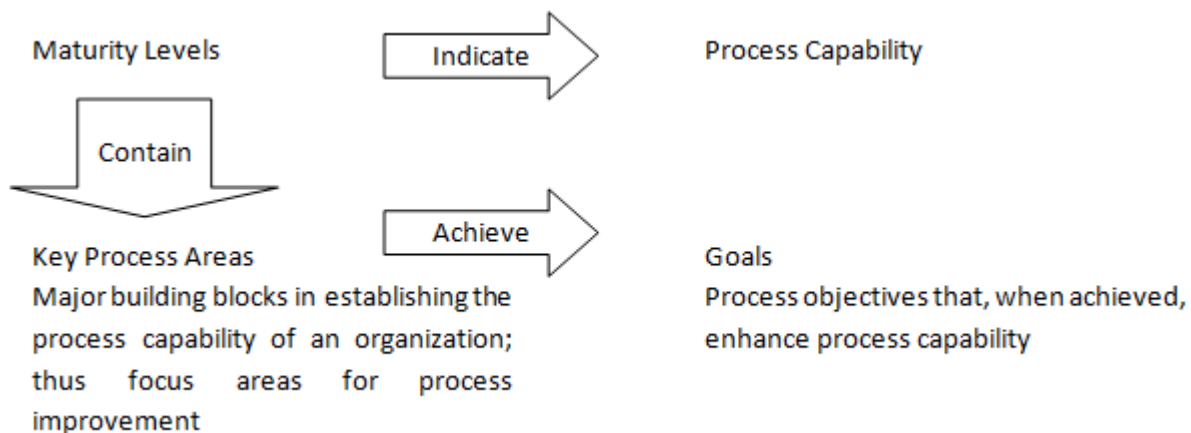 Maturity Levels
Indicate
Process Capability
Contain
Achieve
Key Process Areas
Major building blocks in establishing the
process capability of an organization;
thus focus areas for process
improvement
Goals
Process objectives that, when achieved,
enhance process capability